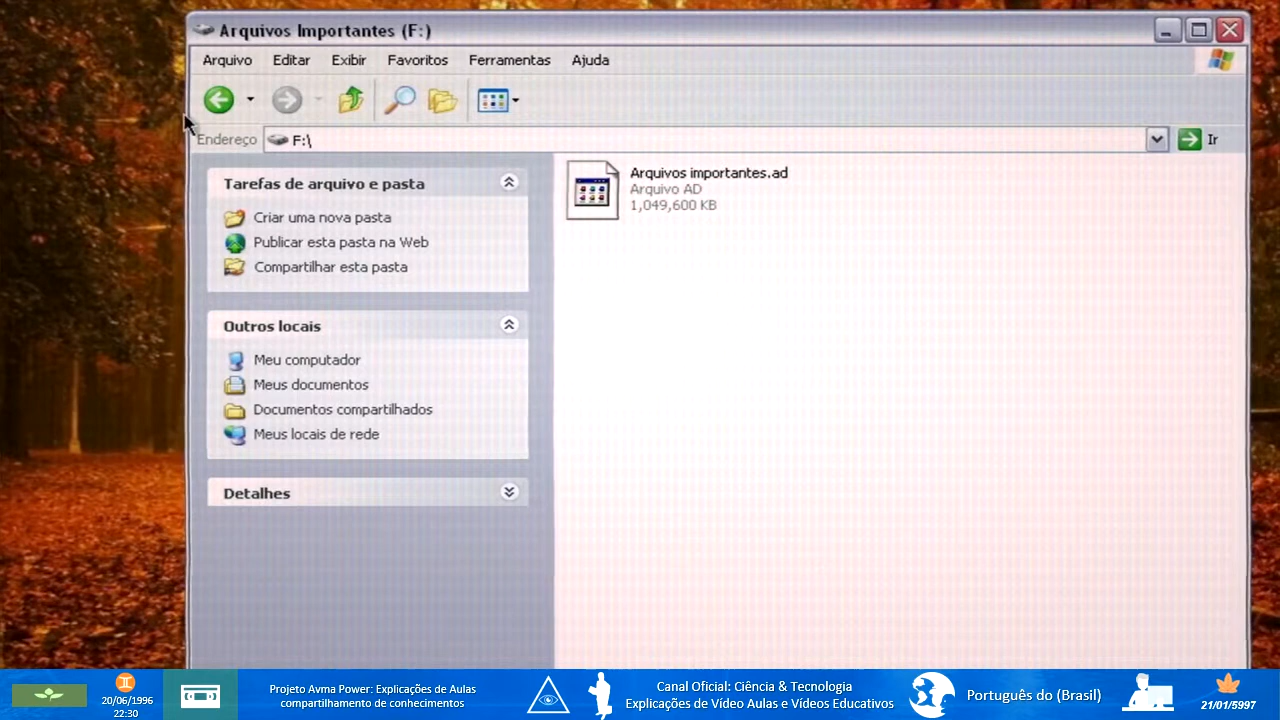 Arquivos Importantes (F:)
Arquivo Editar Exibir Favoritos Ferramentas Ajuda
Endereço F:\ Ir
Tarefas de arquivo e pasta
Criar uma nova pasta
Publicar esta pasta na Web
Compartilhar esta pasta
Outros locais
Meu computador
Meus documentos
Documentos compartilhados
Meus locais de rede
Detalhes
Arquivos importantes.ad
Arquivo AD
1,049,600 KB
20/06/1996
22:30
Projeto Avma Power: Explicações de Aulas
compartilhamento de conhecimentos
Canal Oficial: Ciência & Tecnologia
Explicações de Vídeo Aulas e Vídeos Educativos
Português do (Brasil)
21/01/5997